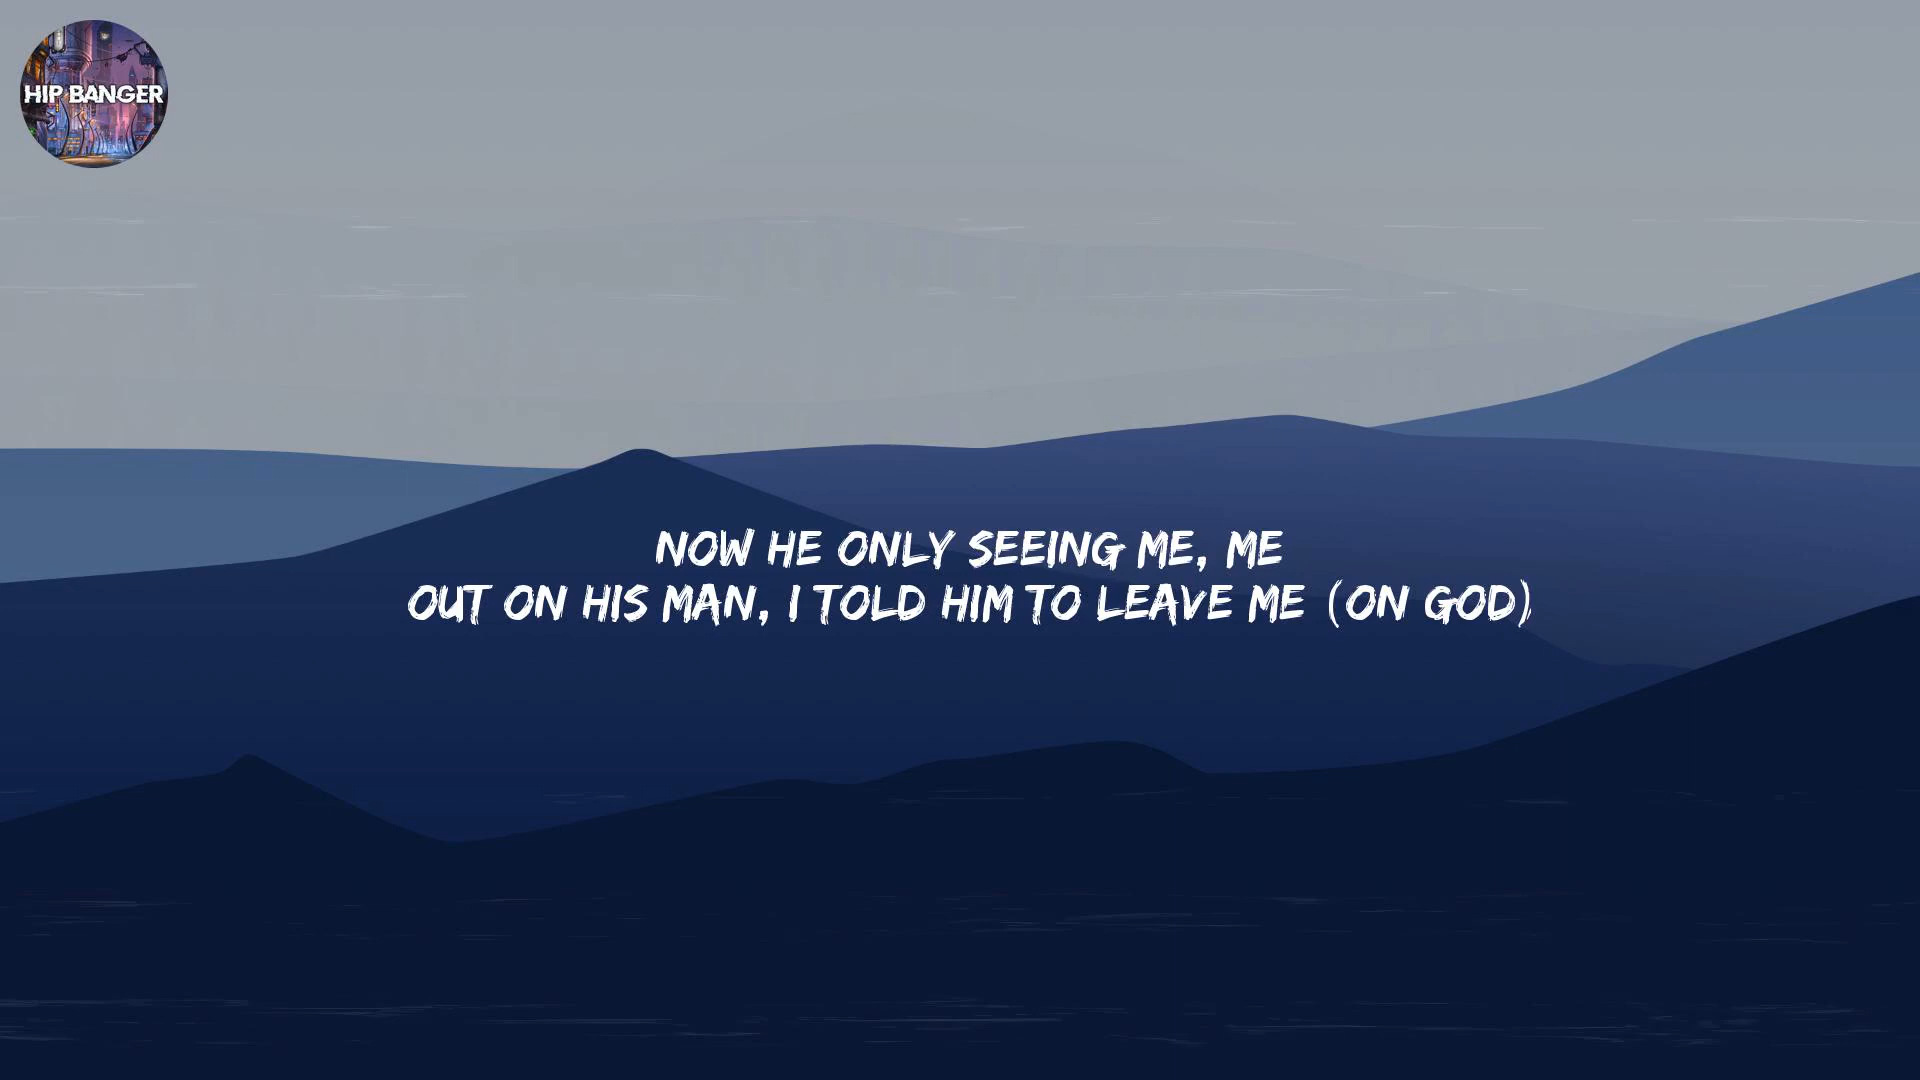 HIP BANGER
NOW HE ONLY SEEING ME, ME
OUT ON HIS MAN, I TOLD HIM TO LEAVE ME (ON GOD)